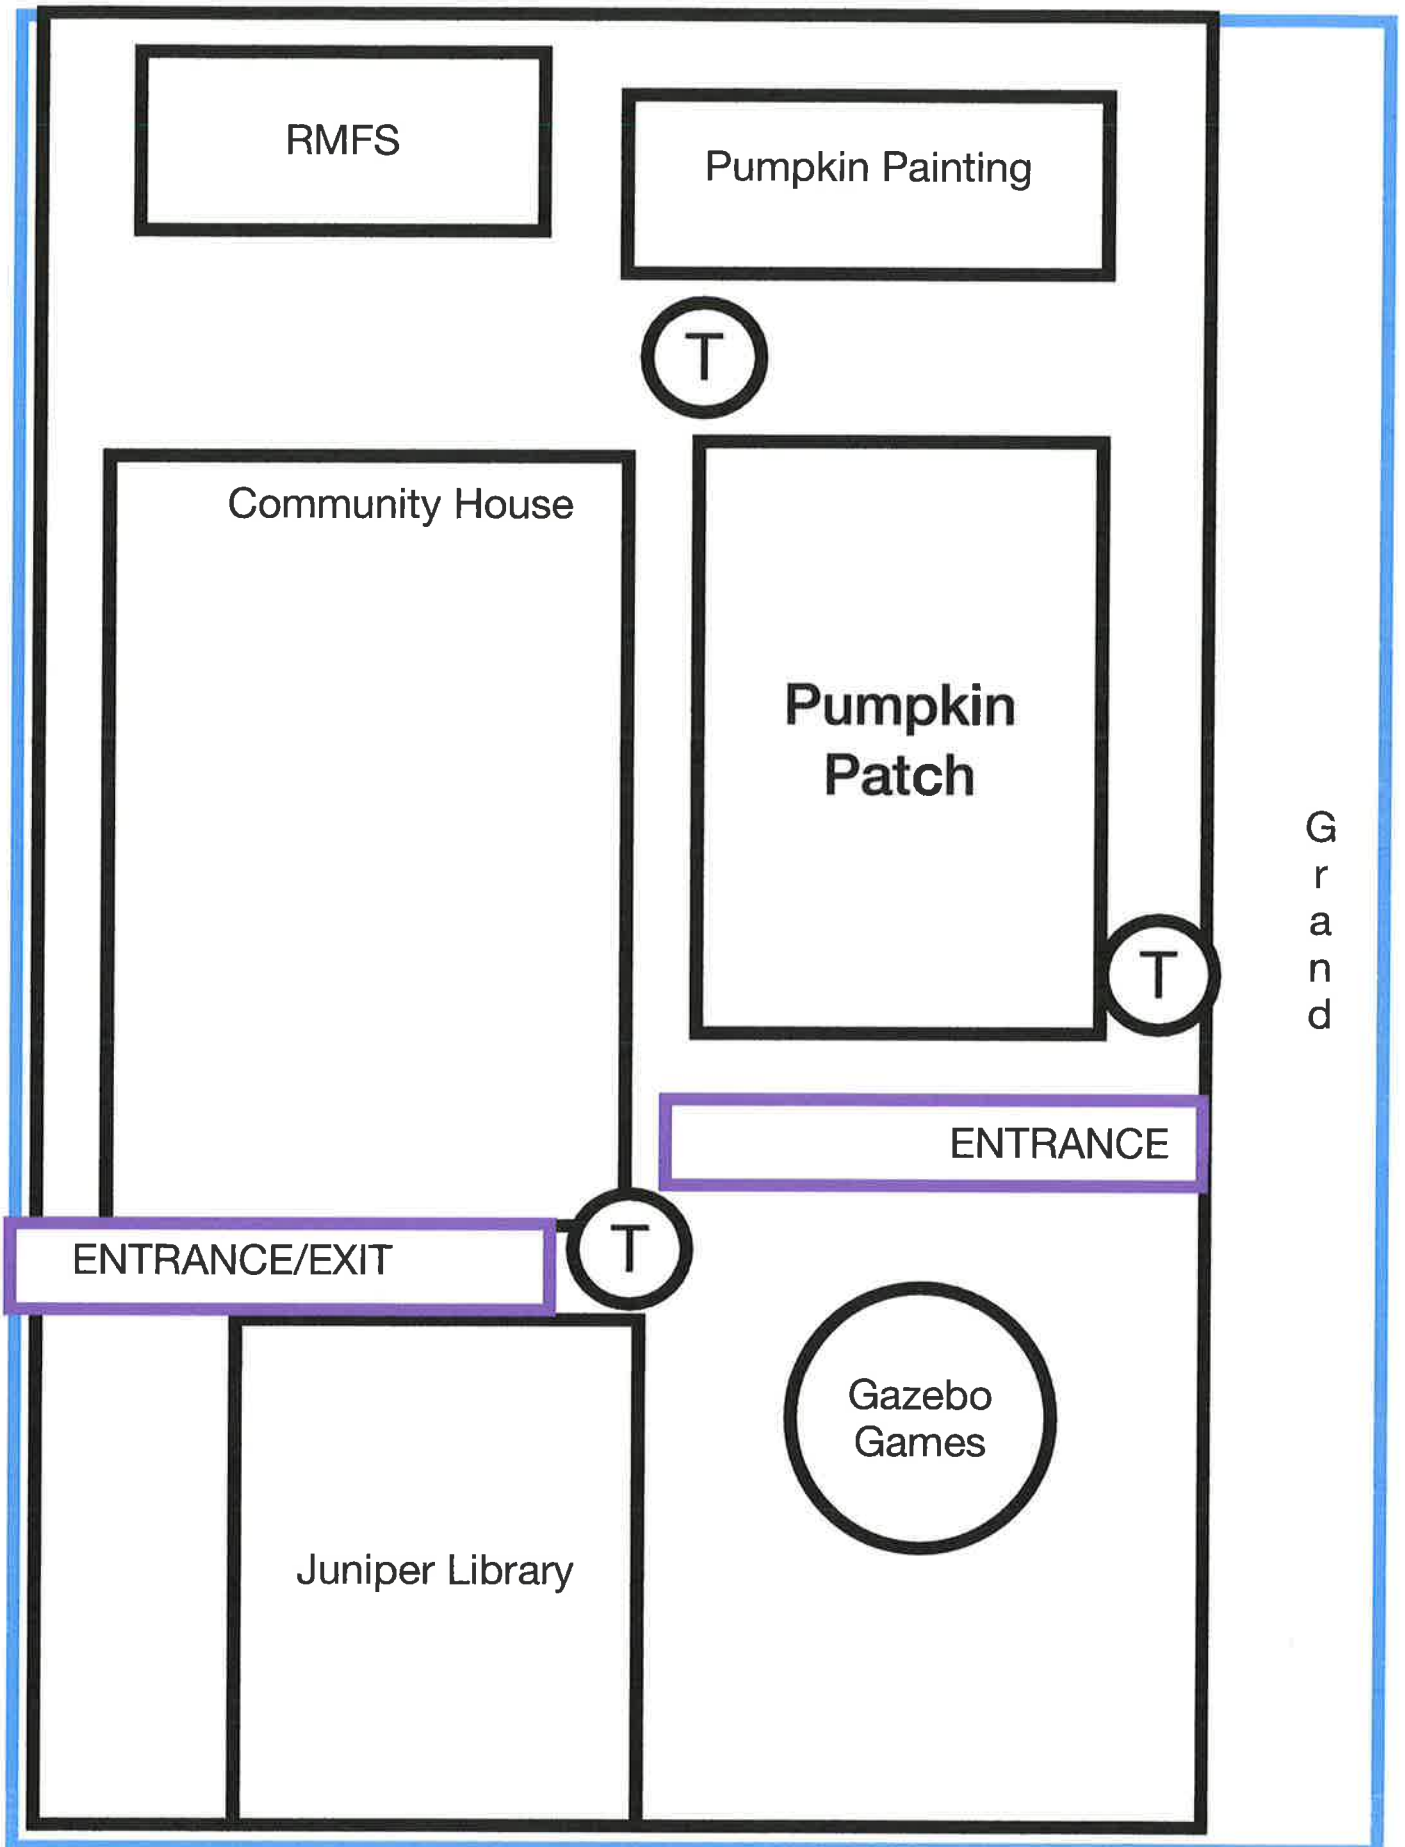 RMFS
Pumpkin Painting
T
Community House
Pumpkin
Patch
G
r
a
n
d
T
ENTRANCE
ENTRANCE/EXIT
T
Gazebo
Games
Juniper Library